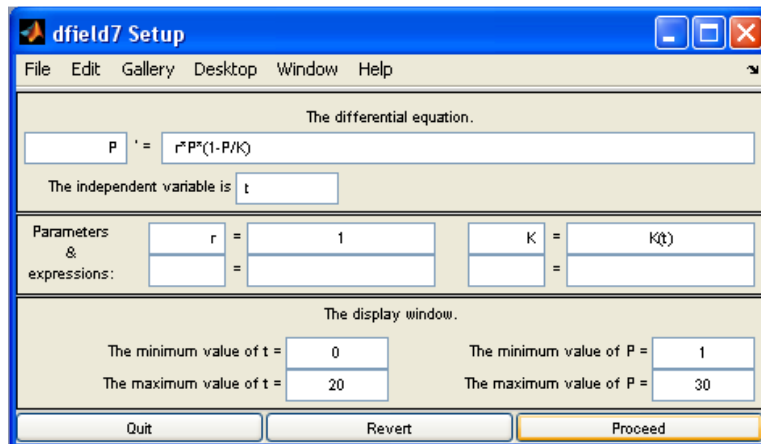 dfield7 Setup
File Edit Gallery Desktop Window Help
The differential equation.
P ' = r*P*(1-P/K)
The independent variable is t
Parameters & expressions:
r = 1 K = K(t)
= =
The display window.
The minimum value of t = 0 The minimum value of P = 1
The maximum value of t = 20 The maximum value of P = 30
Quit Revert Proceed